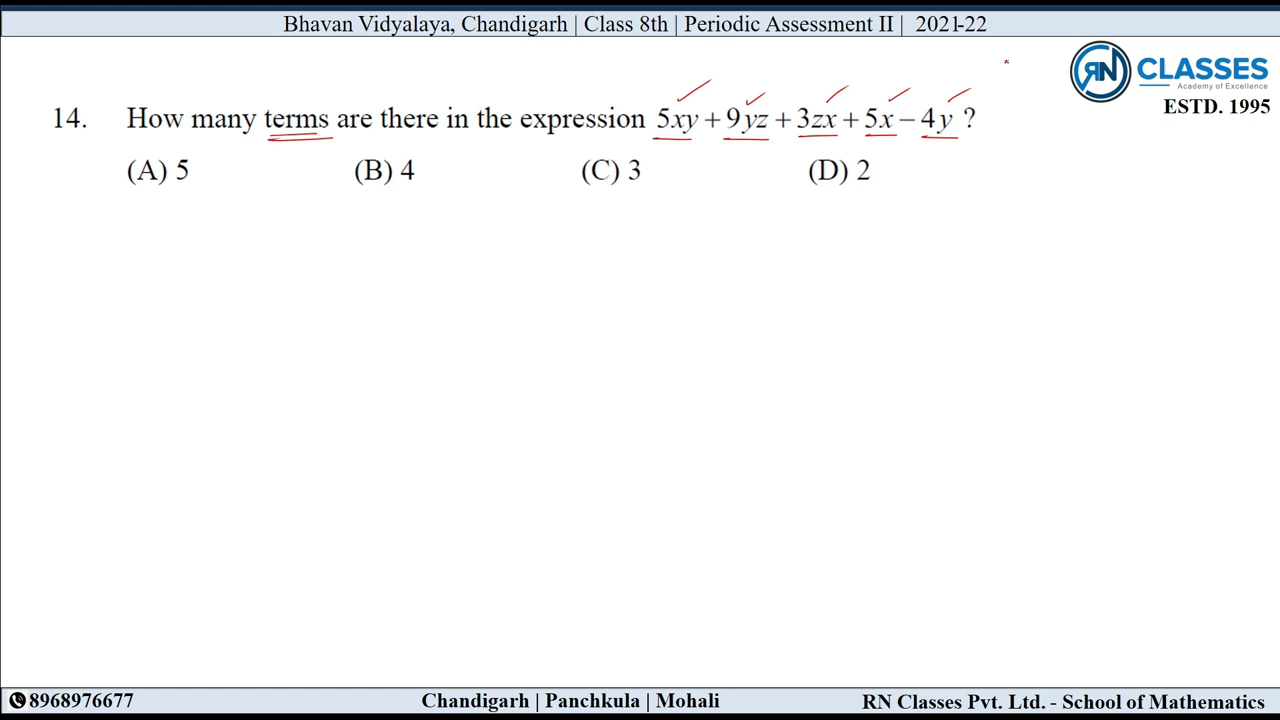 Bhavan Vidyalaya, Chandigarh | Class 8th | Periodic Assessment II | 2021-22
RN CLASSES
Academy of Excellence
ESTD. 1995
14. How many terms are there in the expression 5xy + 9yz + 3zx + 5x – 4y ?
(A) 5 (B) 4 (C) 3 (D) 2
8968976677 Chandigarh | Panchkula | Mohali RN Classes Pvt. Ltd. - School of Mathematics